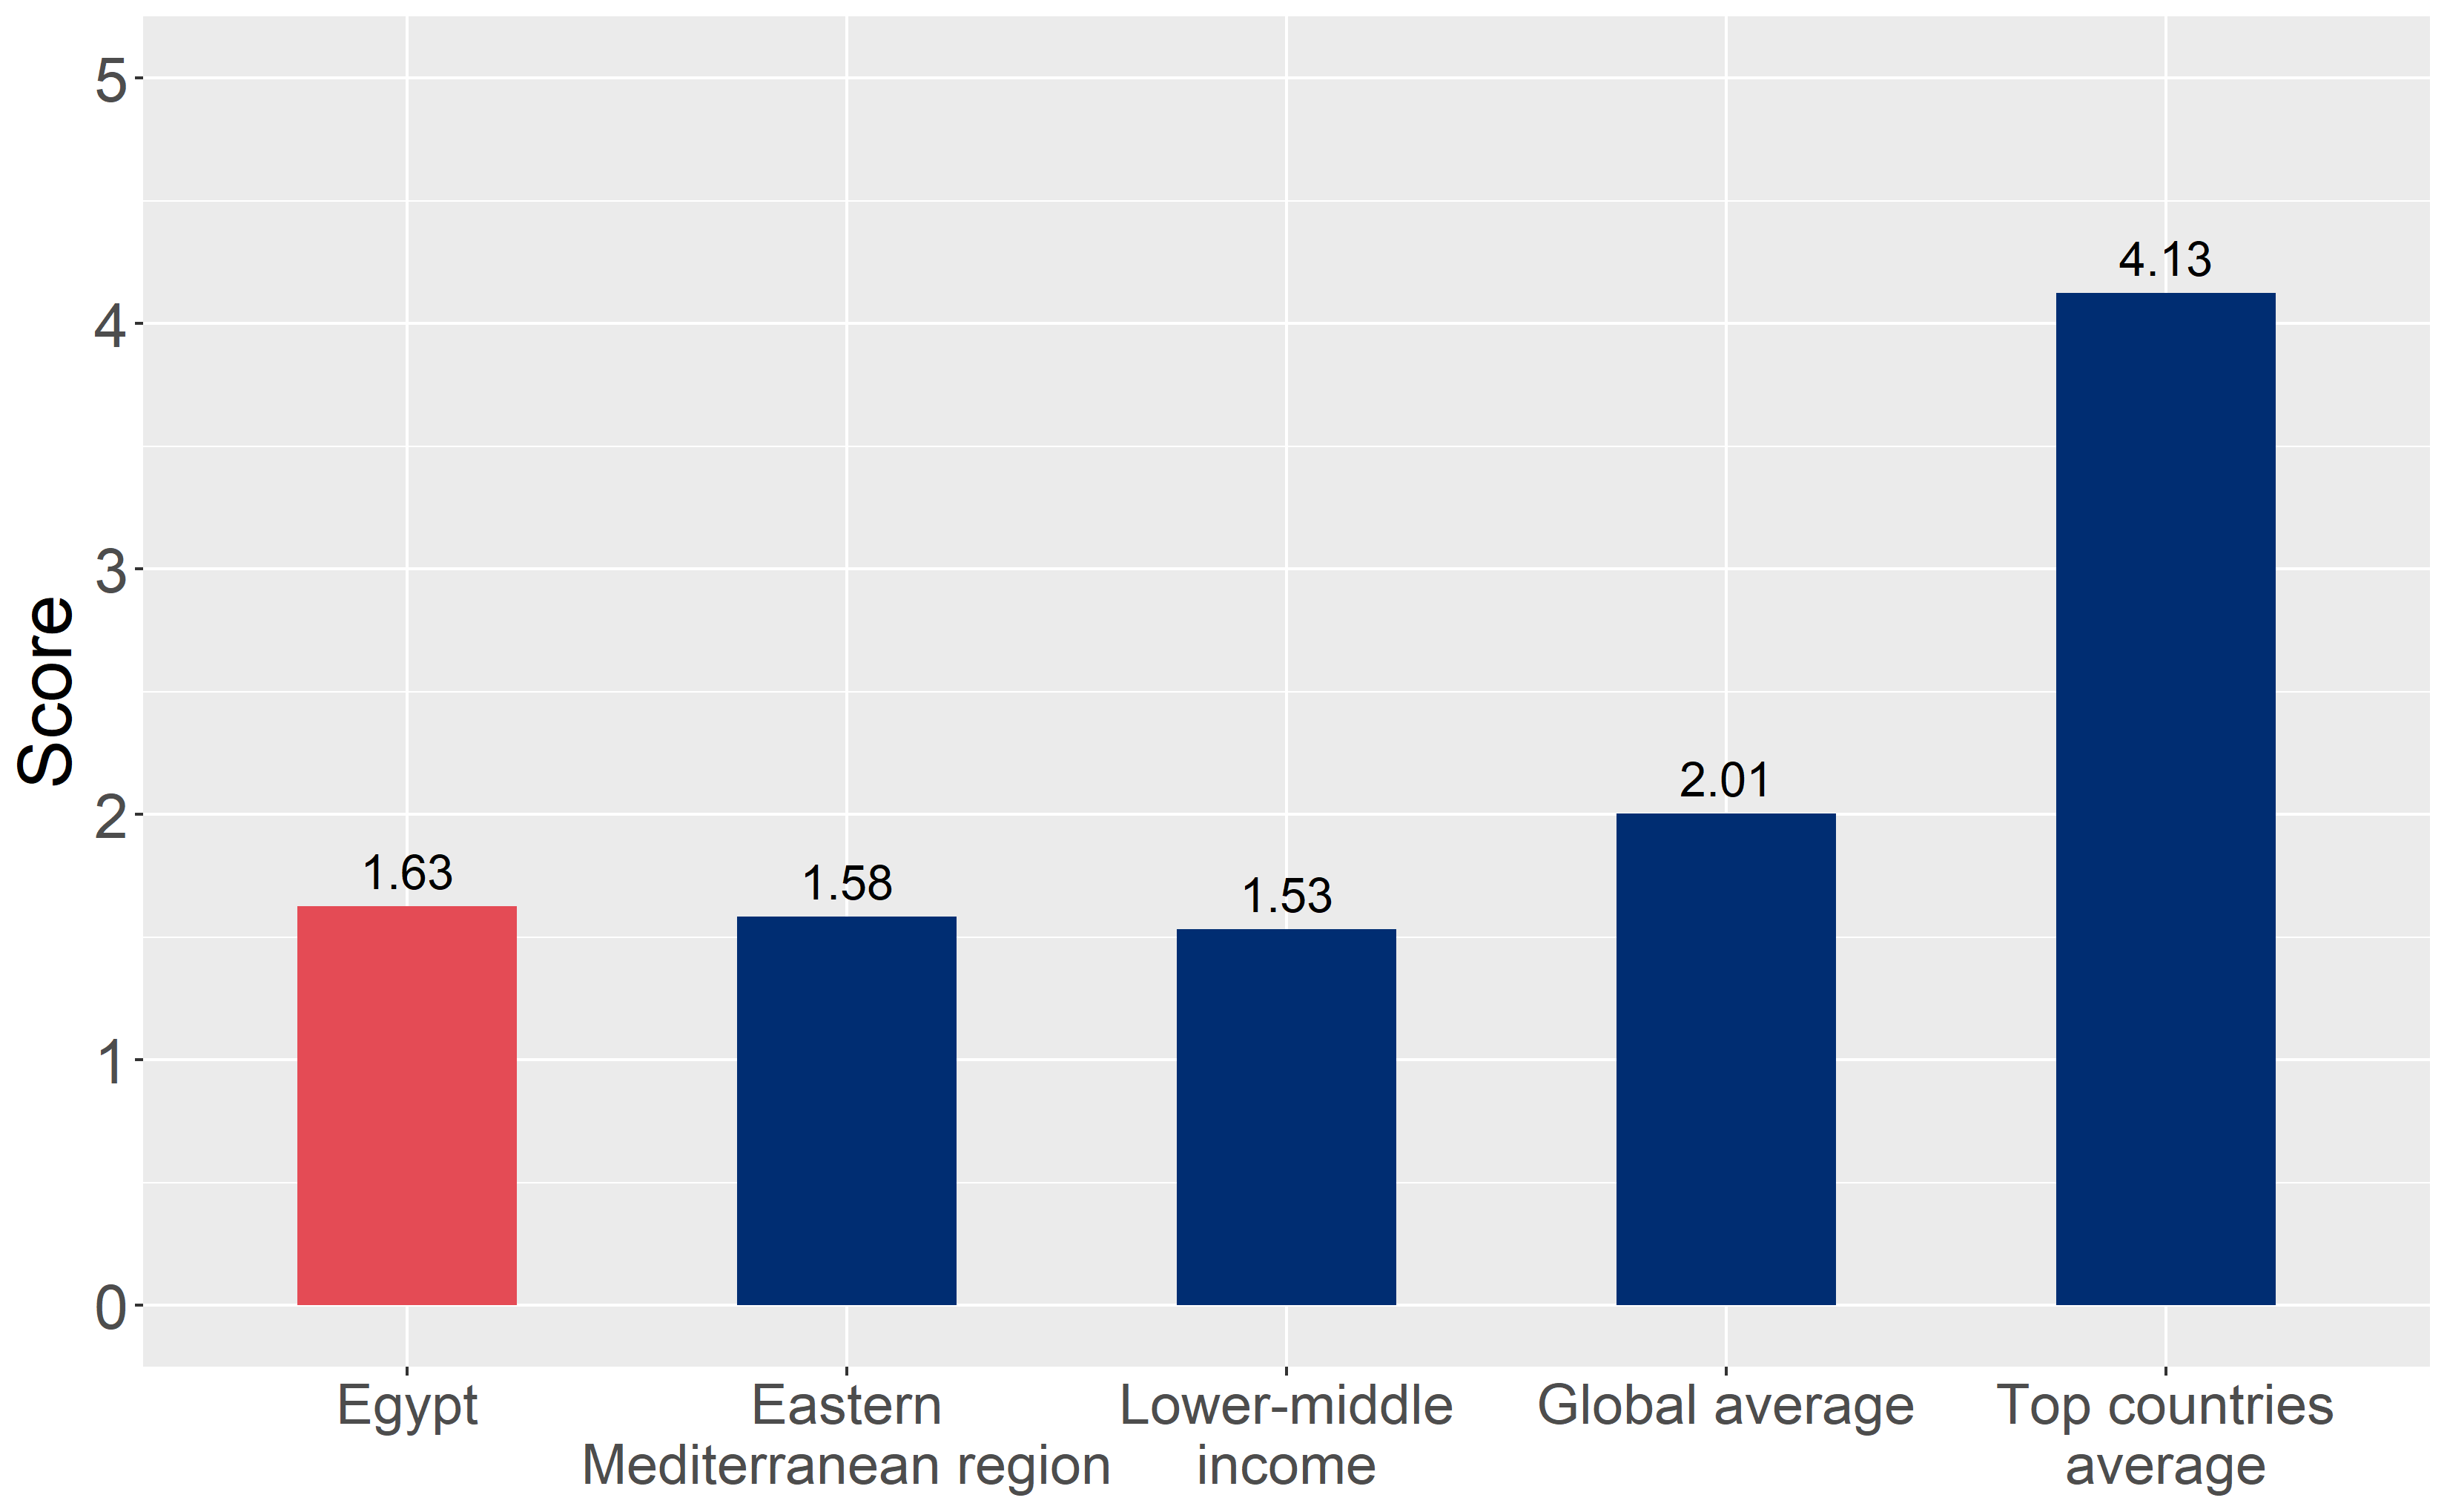 Score
5
4
3
2
1
0
1.63
1.58
1.53
2.01
4.13
Egypt
Eastern
Mediterranean region
Lower-middle
income
Global average
Top countries
average